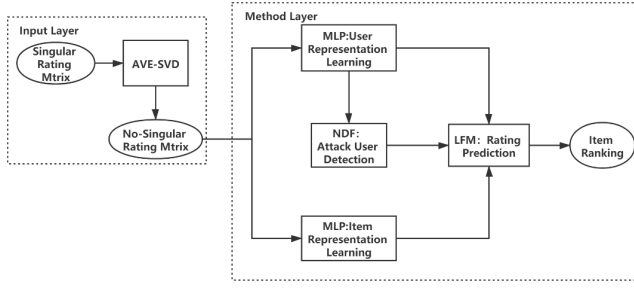 Input Layer
Singular
Rating
Mtrix
AVE-SVD
No-Singular
Rating Mtrix
Method Layer
MLP:User
Representation
Learning
NDF:
Attack User
Detection
LFM: Rating
Prediction
Item
Ranking
MLP:Item
Representation
Learning